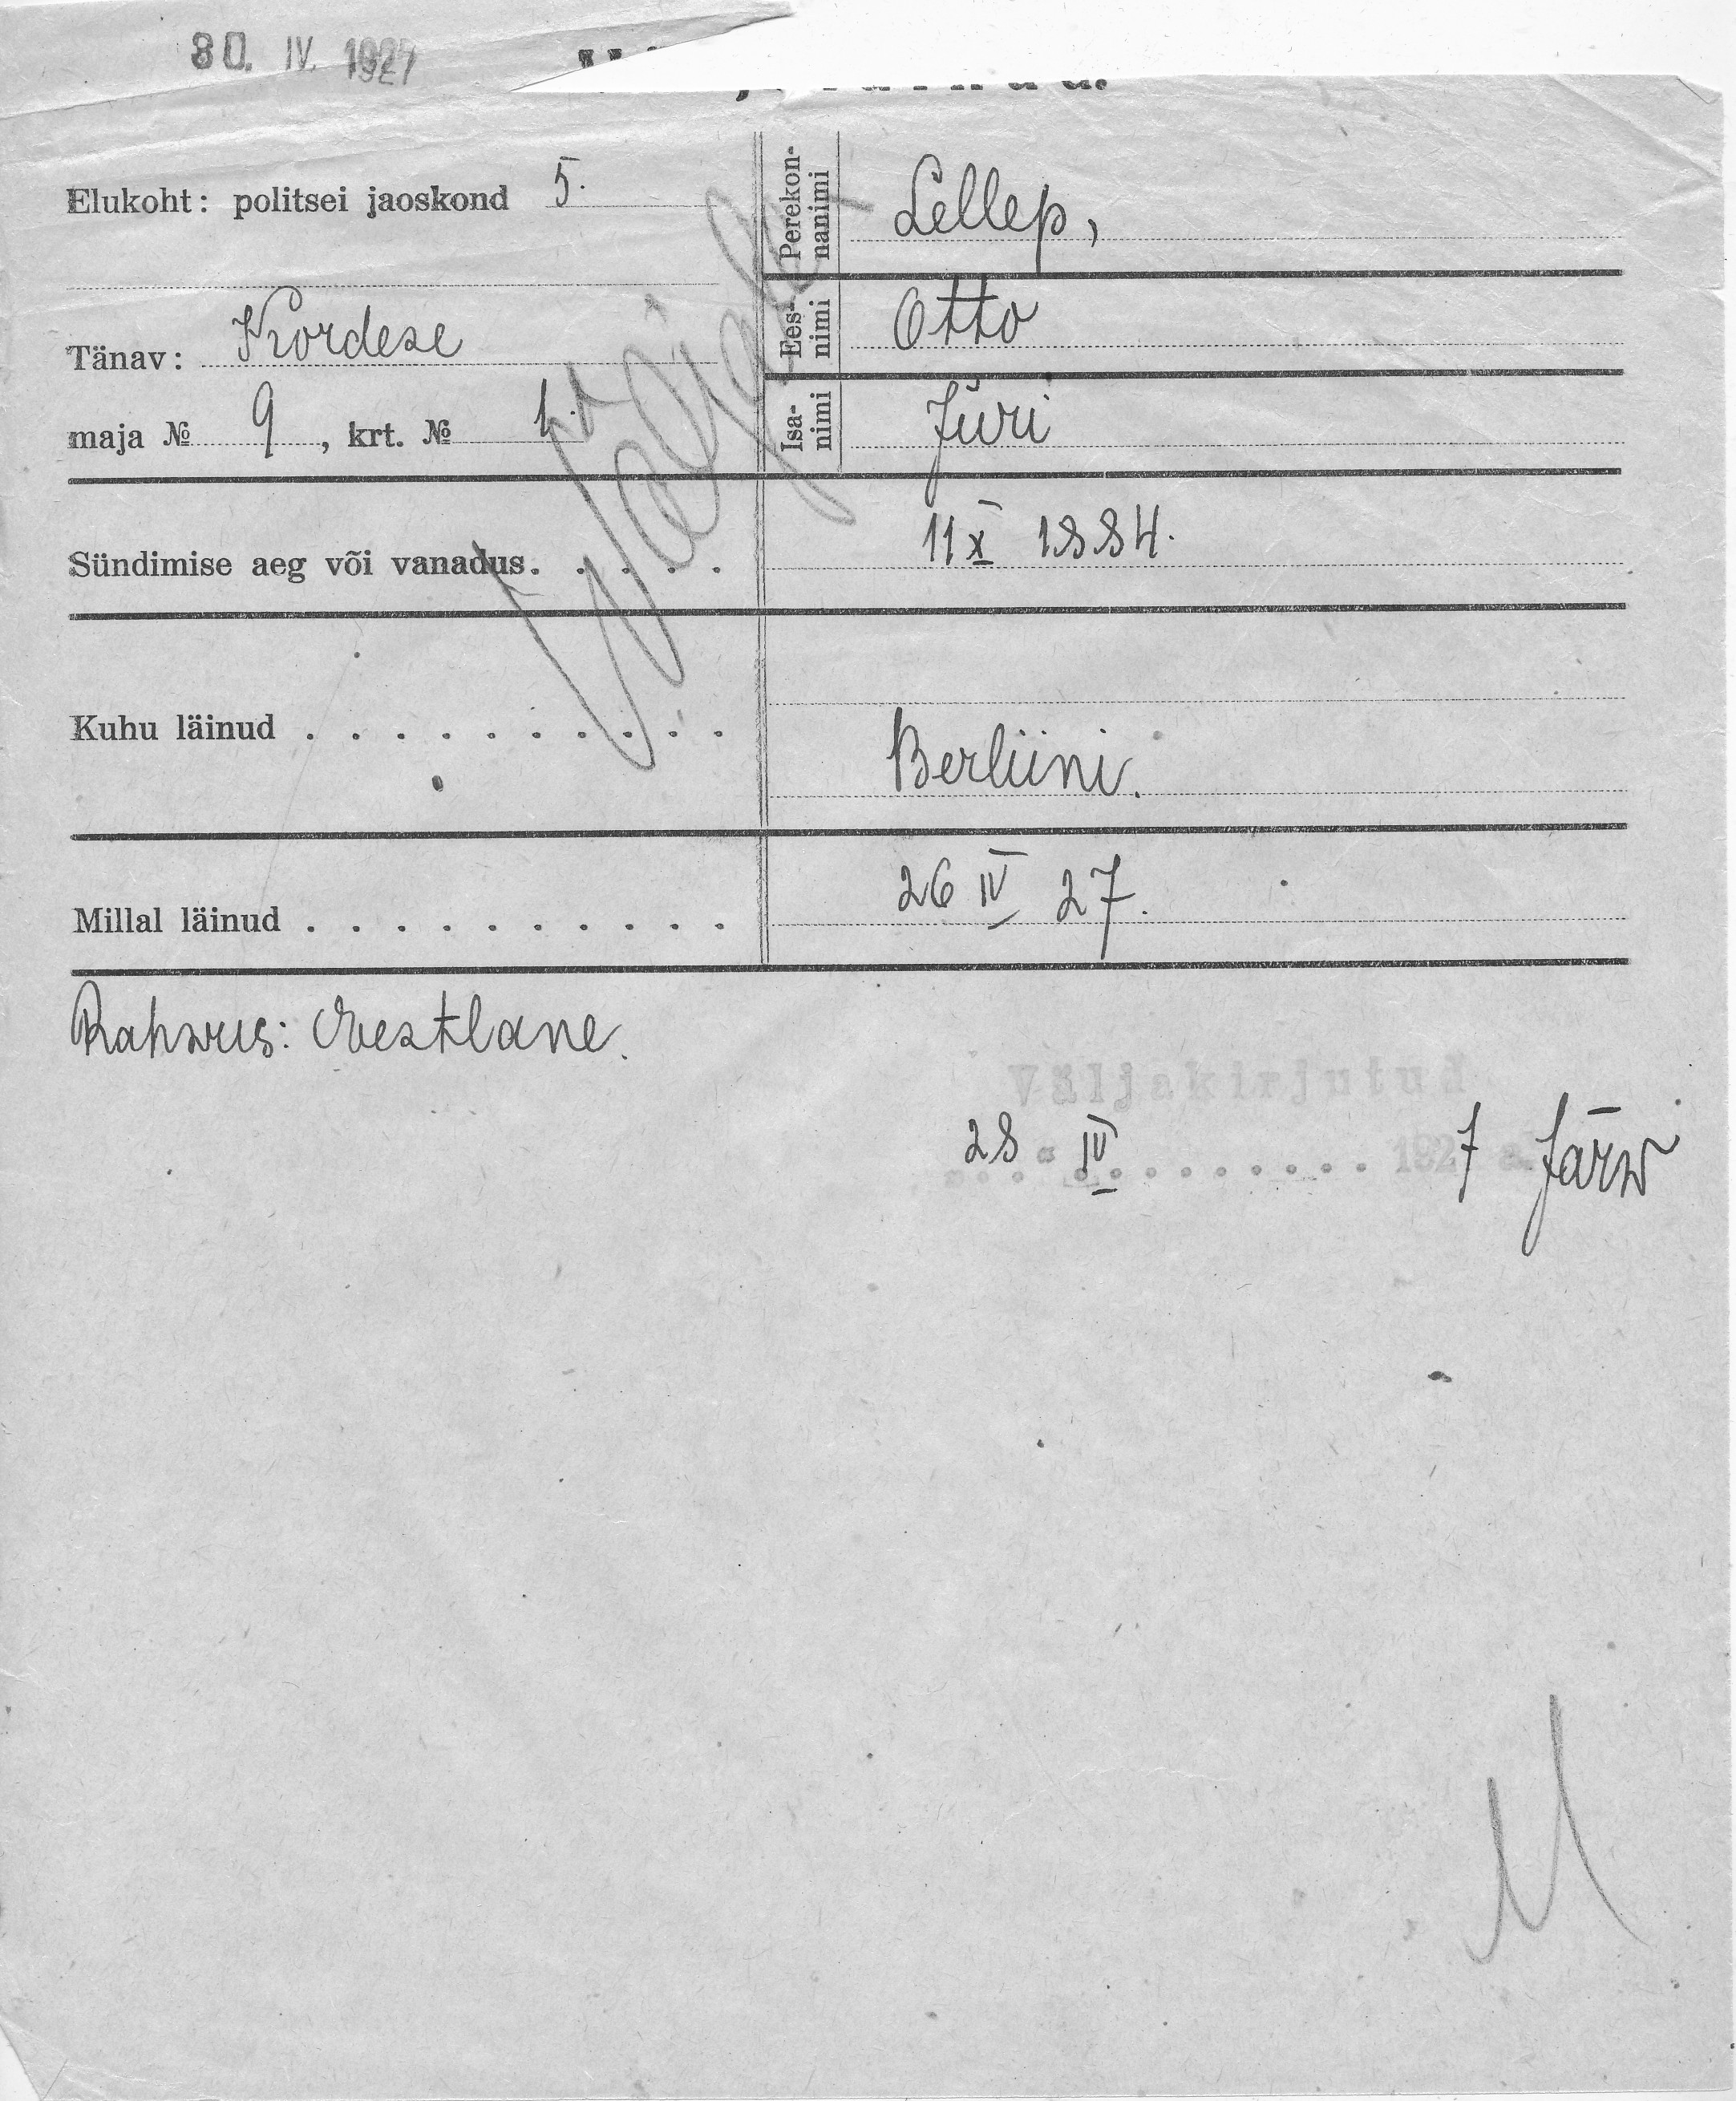 30. IV. 1927
Elukoht: politsei jaoskond 5.
Perekon-
nanimi
Lellep,
Tänav: Kordese
Ees-
nimi
Otto
maja № 9, krt. № 1.
Isa-
nimi
Jüri
Sündimise aeg või vanadus. . . . . 11 X 1884.
Kuhu läinud . . . . . . . . . . Berliini.
Millal läinud . . . . . . . . . . 26 IV 27.
Rahwus: Eestlane.
Väljakirjutud
28 IV 1927 a. Järw